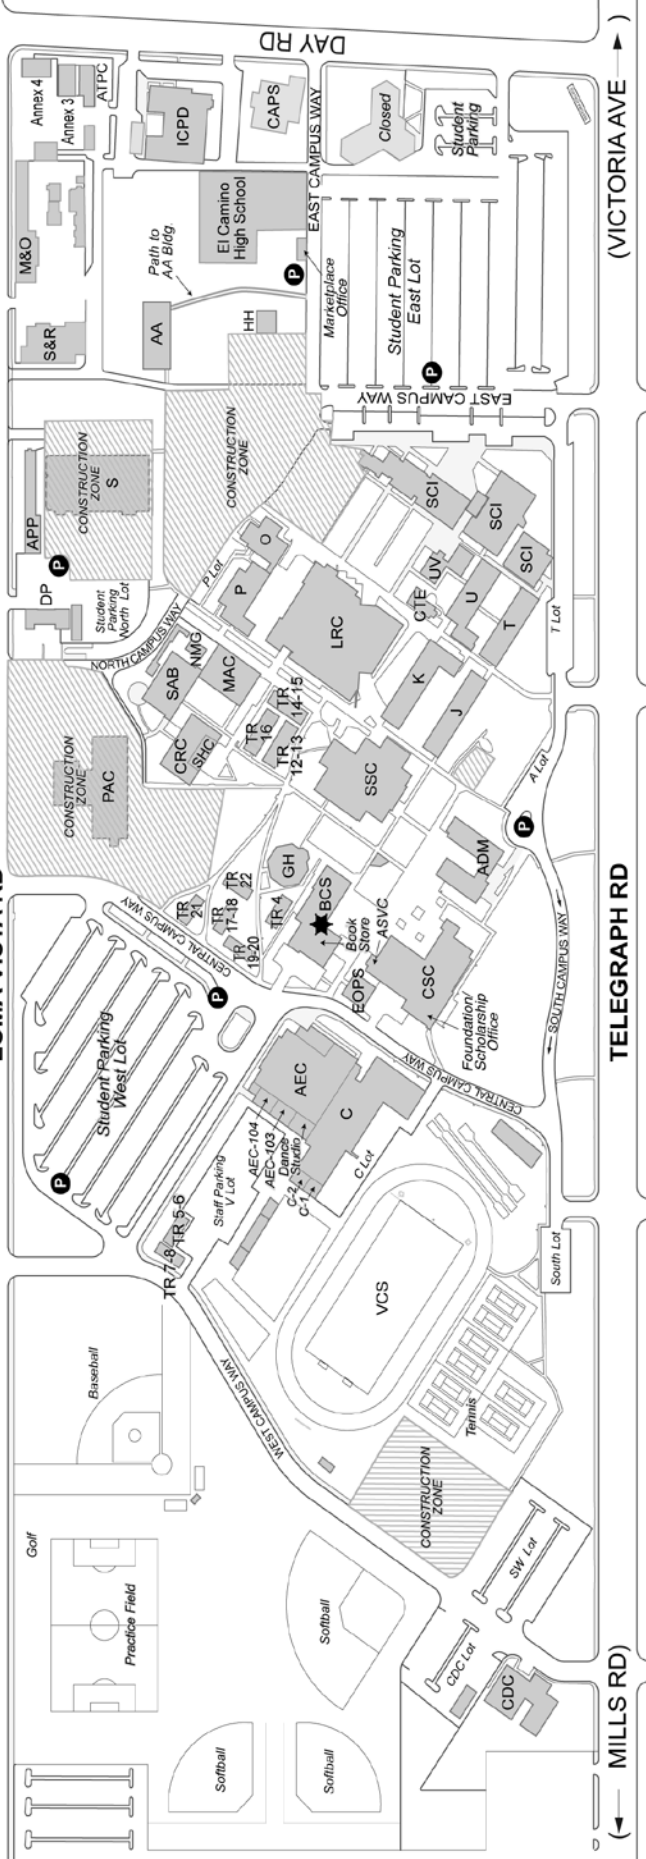 DAY RD
(VICTORIA AVE
)
Annex 4
Annex 3
ATPC
ICPD
CAPS
Closed
Student
Parking
EAST CAMPUS WAY
M&O
El Camino
High School
Path to
AA Bldg.
P
Marketplace
Office
Student Parking
East Lot
S&R
AA
HH
P
EAST CAMPUS WAY
CONSTRUCTION
ZONE
S
CONSTRUCTION
ZONE
APP
P
DP
Student
Parking
North Lot
P Lot
O
P
SCI
SCI
SCI
UV
CTE
U
T
T Lot
LRC
NORTH CAMPUS WAY
NMG
SAB
MAC
K
J
TR
14-15
TR
16
TR
12-13
CRC
SHC
CONSTRUCTION
ZONE
PAC
SSC
A Lot
P
ADM
GH
BCS
TR
22
TR
21
TR
17-18
TR 4
TR
19-20
Book
Store
ASVC
EOPS
CSC
Foundation/
Scholarship
Office
SOUTH CAMPUS WAY
TELEGRAPH RD
CENTRAL CAMPUS WAY
P
Student Parking
West Lot
P
AEC
C
AEC-104
AEC-103
Dance
Studio
C-2
C-1
C Lot
CENTRAL CAMPUS WAY
Staff Parking
V Lot
TR 5-6
TR 7-8
VCS
South Lot
Baseball
WEST CAMPUS WAY
Tennis
CONSTRUCTION
ZONE
Golf
Practice Field
Softball
SW Lot
CDC Lot
CDC
Softball
Softball
(
MILLS RD)